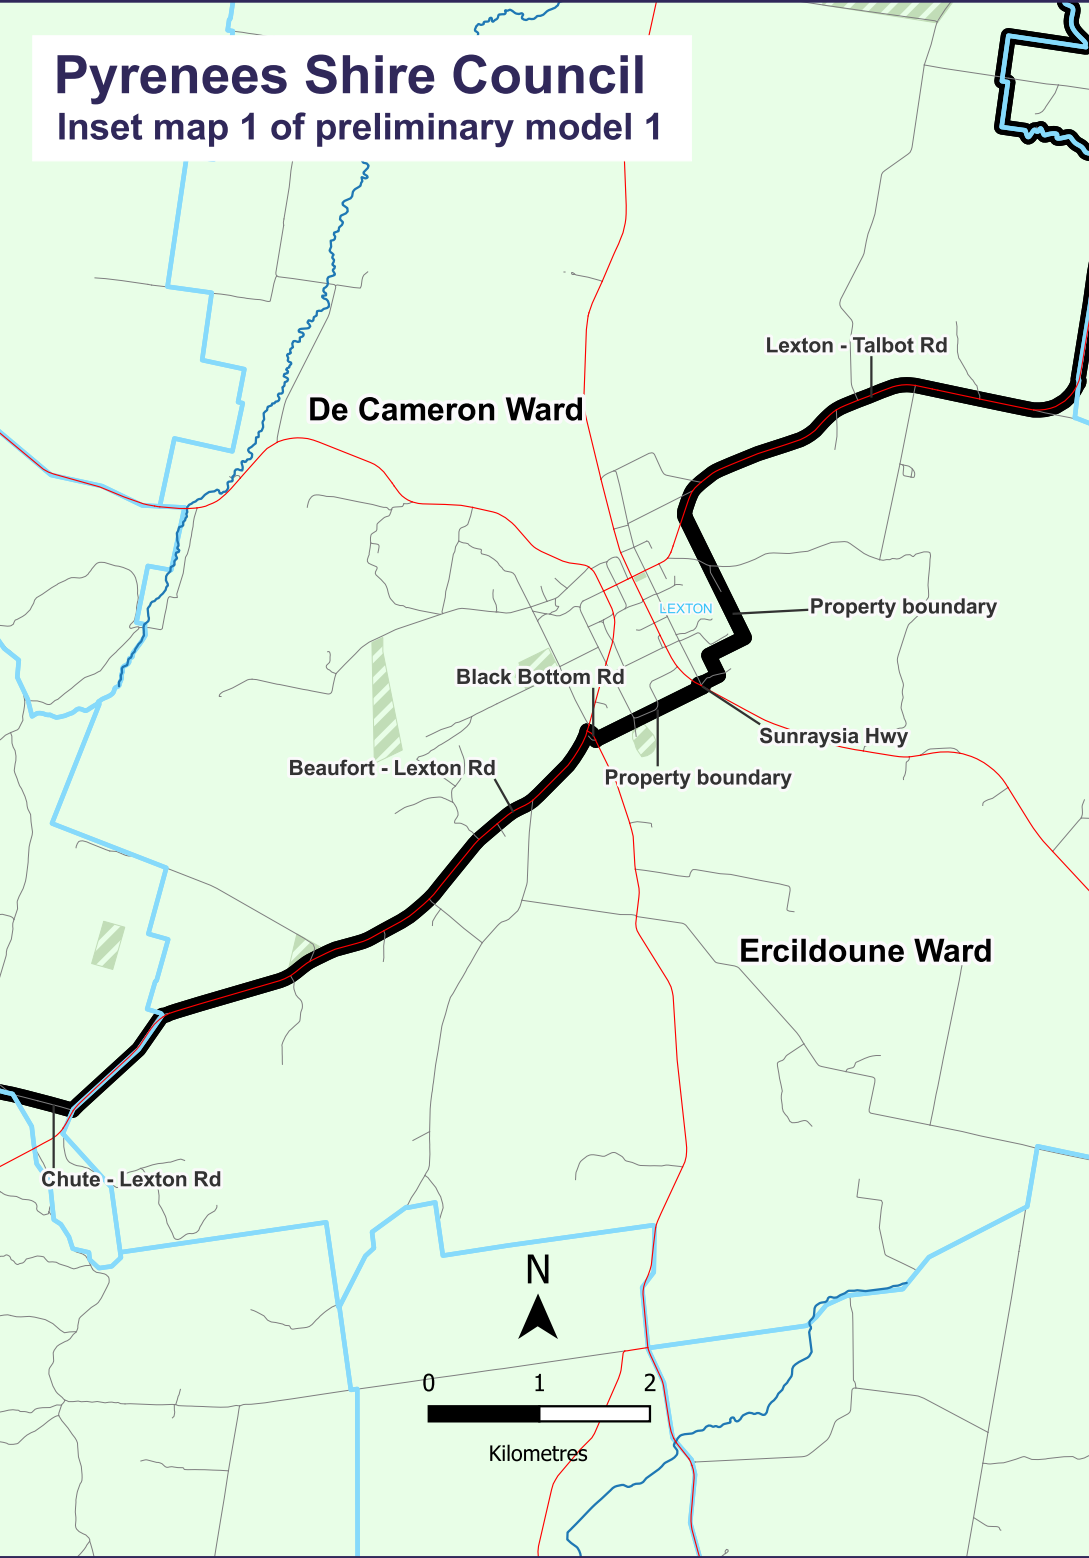 Pyrenees Shire Council
Inset map 1 of preliminary model 1
Lexton - Talbot Rd
De Cameron Ward
LEXTON
Property boundary
Black Bottom Rd
Sunraysia Hwy
Beaufort - Lexton Rd
Property boundary
Ercildoune Ward
Chute - Lexton Rd
N
0 1 2
Kilometres